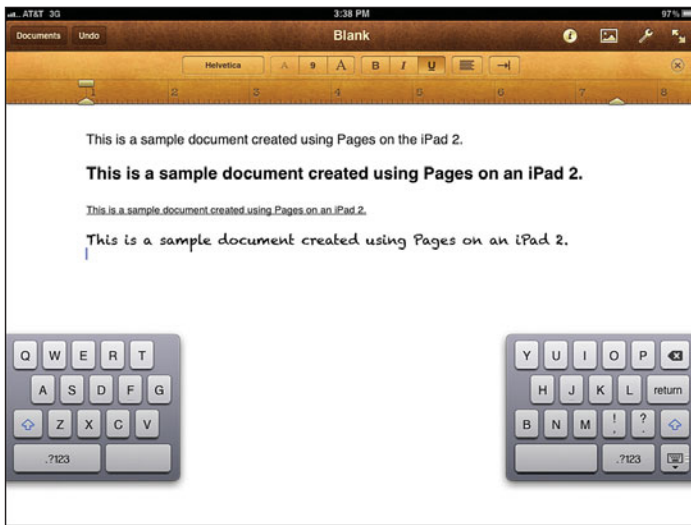 AT&T 3G 3:38 PM 97%
Documents Undo Blank
Helvetica A 9 A B I U
1 2 3 4 5 6 7 8
This is a sample document created using Pages on the iPad 2.
This is a sample document created using Pages on an iPad 2.
This is a sample document created using Pages on an iPad 2.
This is a sample document created using Pages on an iPad 2.
Q W E R T Y U I O P
A S D F G H J K L return
Z X C V B N M ! , ? .
.?123 .?123